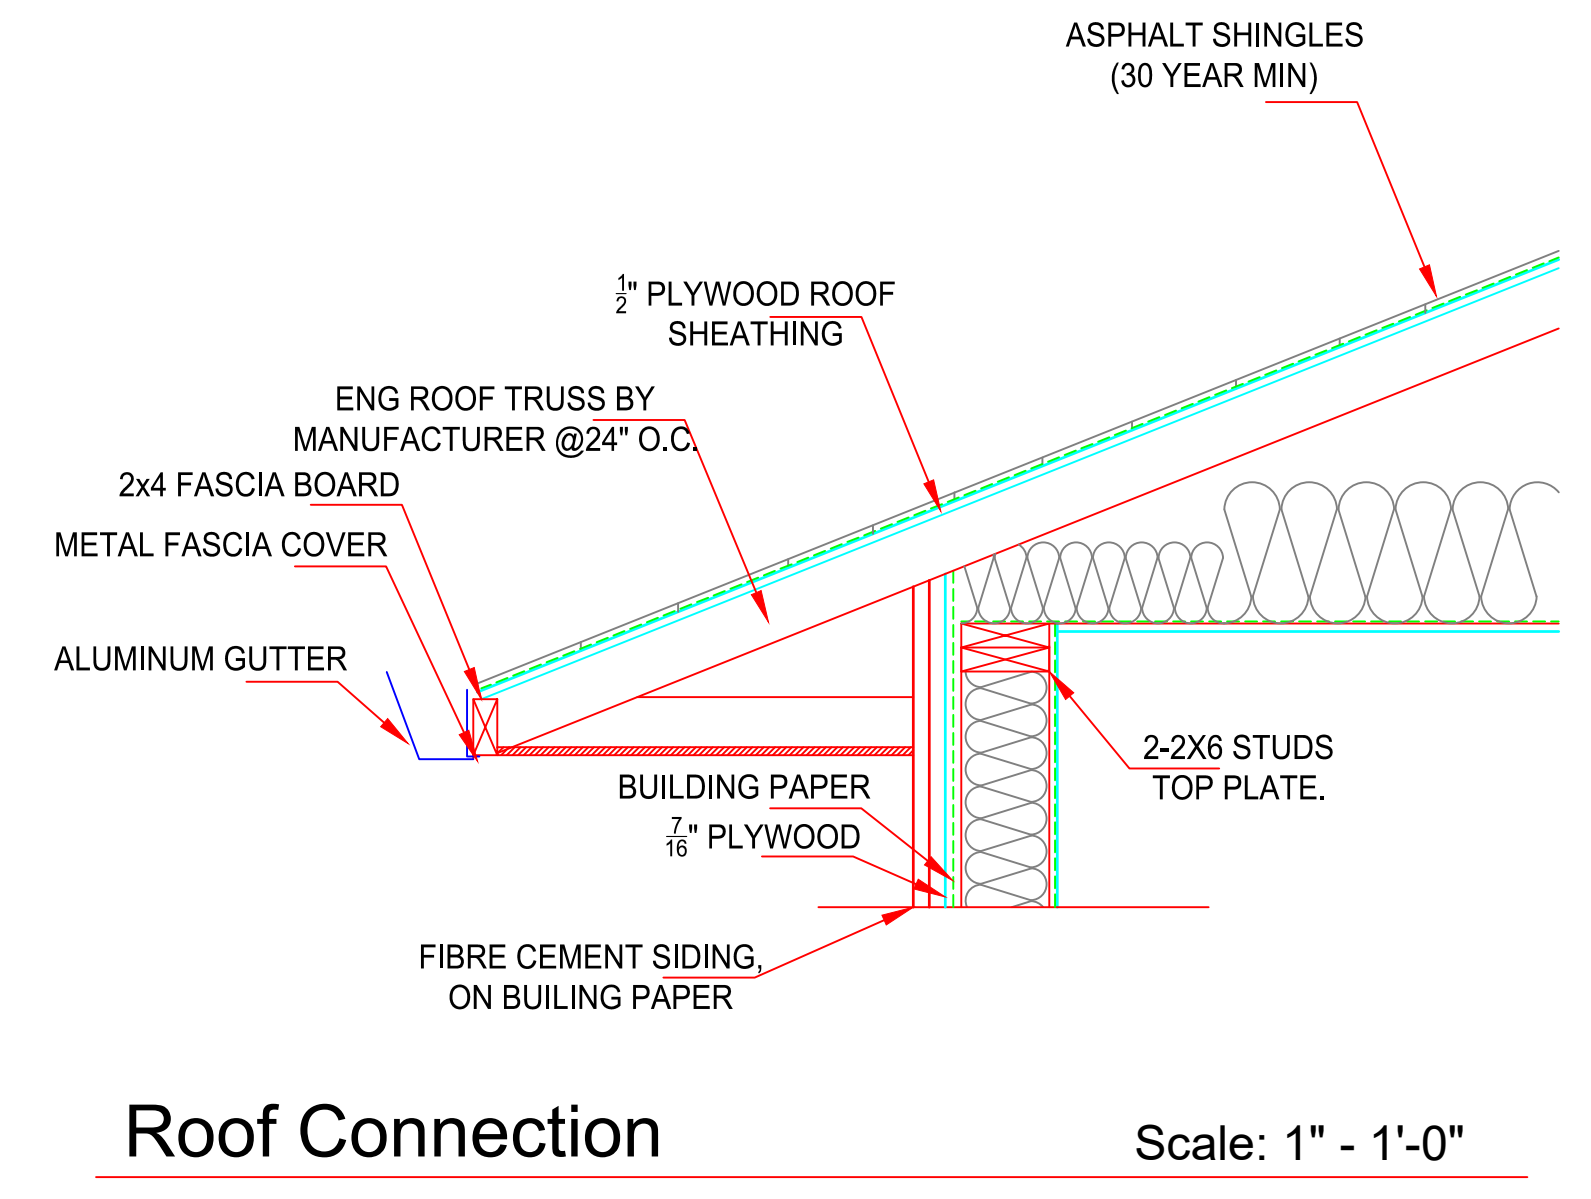 ASPHALT SHINGLES
(30 YEAR MIN)
1/2" PLYWOOD ROOF
SHEATHING
ENG ROOF TRUSS BY
MANUFACTURER @24" O.C.
2x4 FASCIA BOARD
METAL FASCIA COVER
ALUMINUM GUTTER
2-2X6 STUDS
TOP PLATE.
BUILDING PAPER
7/16" PLYWOOD
FIBRE CEMENT SIDING,
ON BUILING PAPER
Roof Connection
Scale: 1" - 1'-0"